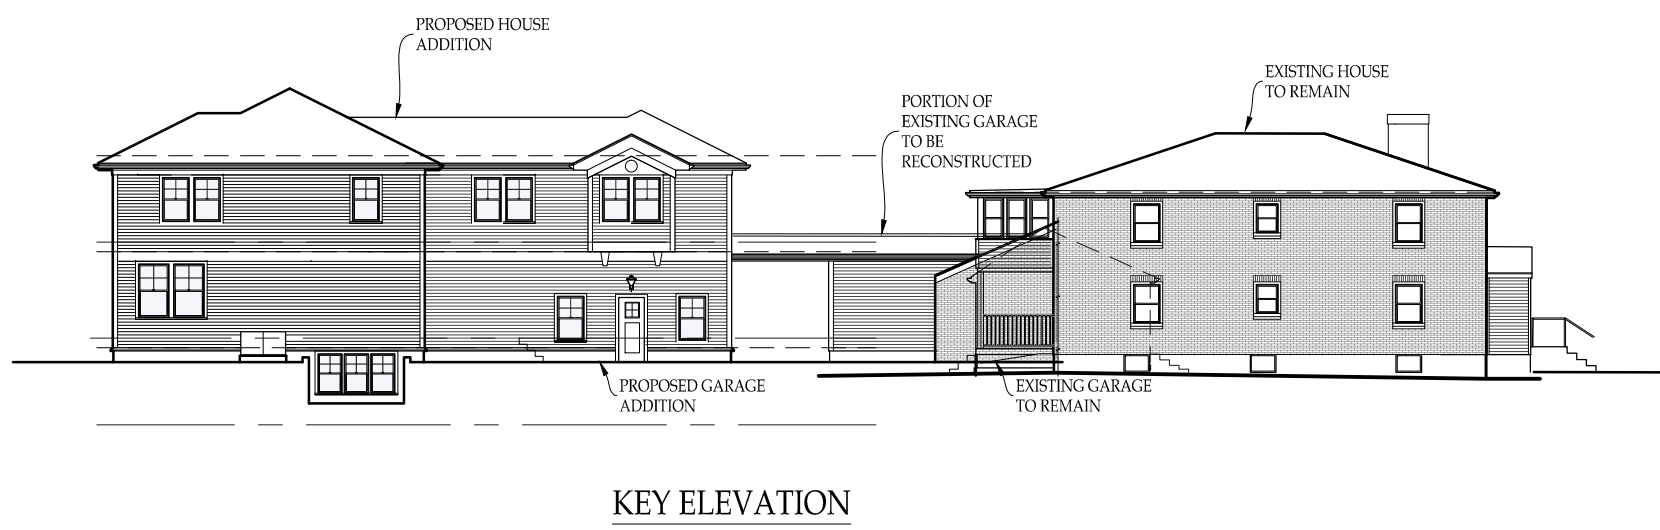 PROPOSED HOUSE
ADDITION
EXISTING HOUSE
TO REMAIN
PORTION OF
EXISTING GARAGE
TO BE
RECONSTRUCTED
PROPOSED GARAGE
ADDITION
EXISTING GARAGE
TO REMAIN
KEY ELEVATION